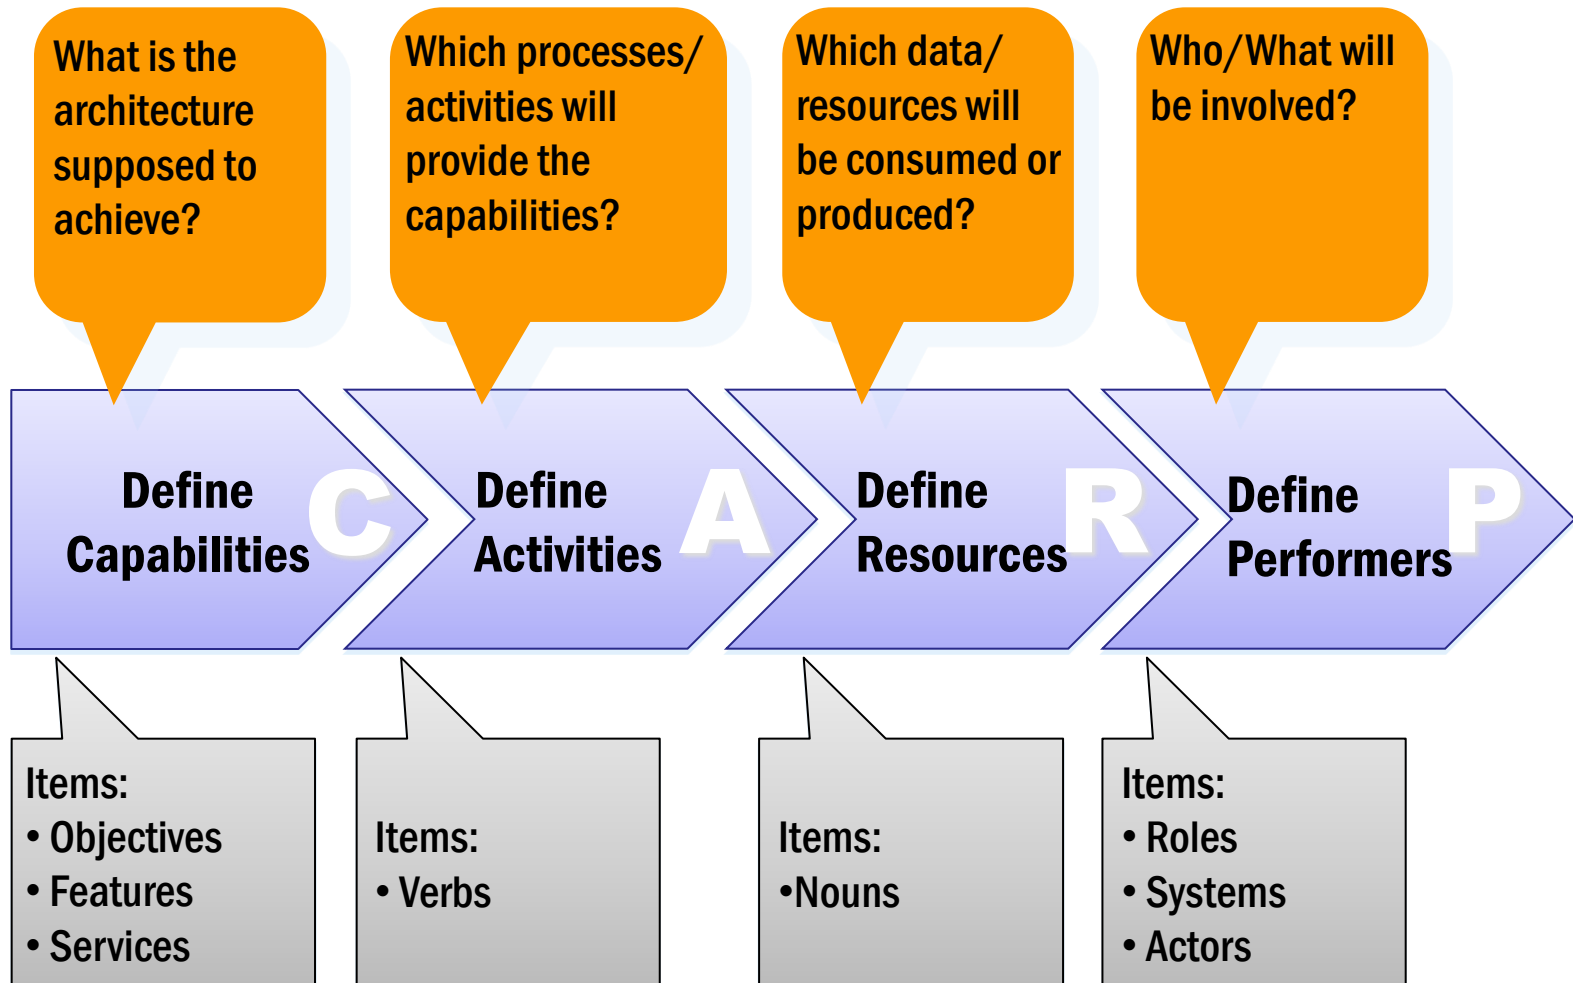 What is the
architecture
supposed to
achieve?
Which processes/
activities will
provide the
capabilities?
Which data/
resources will
be consumed or
produced?
Who/What will
be involved?
Define
Capabilities
C
Define
Activities
A
Define
Resources
R
Define
Performers
P
Items:
• Objectives
• Features
• Services
Items:
• Verbs
Items:
•Nouns
Items:
• Roles
• Systems
• Actors